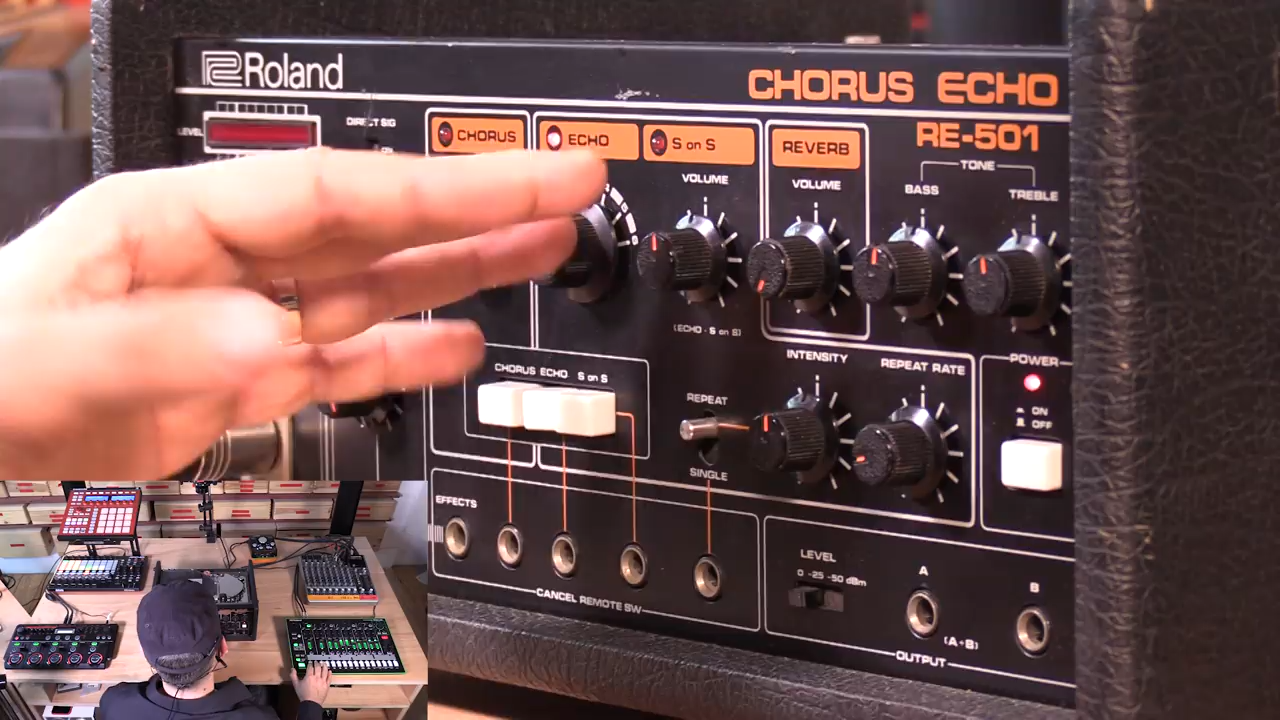 Roland
CHORUS ECHO
RE-501
LEVEL
DIRECT SIG
CHORUS
ECHO
S on S
REVERB
TONE
VOLUME
VOLUME
BASS
TREBLE
(ECHO - S on S)
CHORUS ECHO S on S
INTENSITY
REPEAT RATE
POWER
REPEAT
ON
OFF
SINGLE
EFFECTS
CANCEL REMOTE SW
LEVEL
0 -25 -50 dBm
A
B
(A+B)
OUTPUT